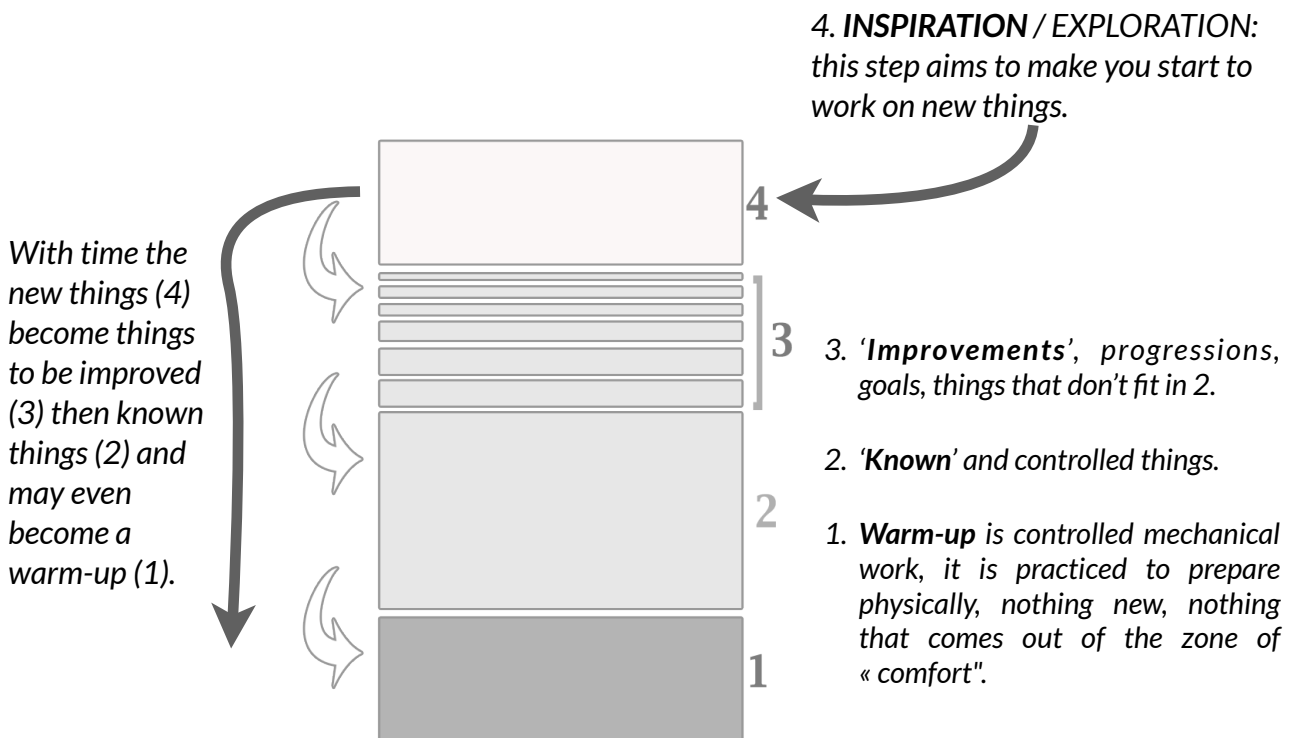 4. INSPIRATION / EXPLORATION:
this step aims to make you start to
work on new things.
4
With time the
new things (4)
become things
to be improved
(3) then known
things (2) and
may even
become a
warm-up (1).
3
3. ‘Improvements’, progressions,
goals, things that don’t fit in 2.
2. ‘Known’ and controlled things.
2
1. Warm-up is controlled mechanical
work, it is practiced to prepare
physically, nothing new, nothing
that comes out of the zone of
« comfort".
1